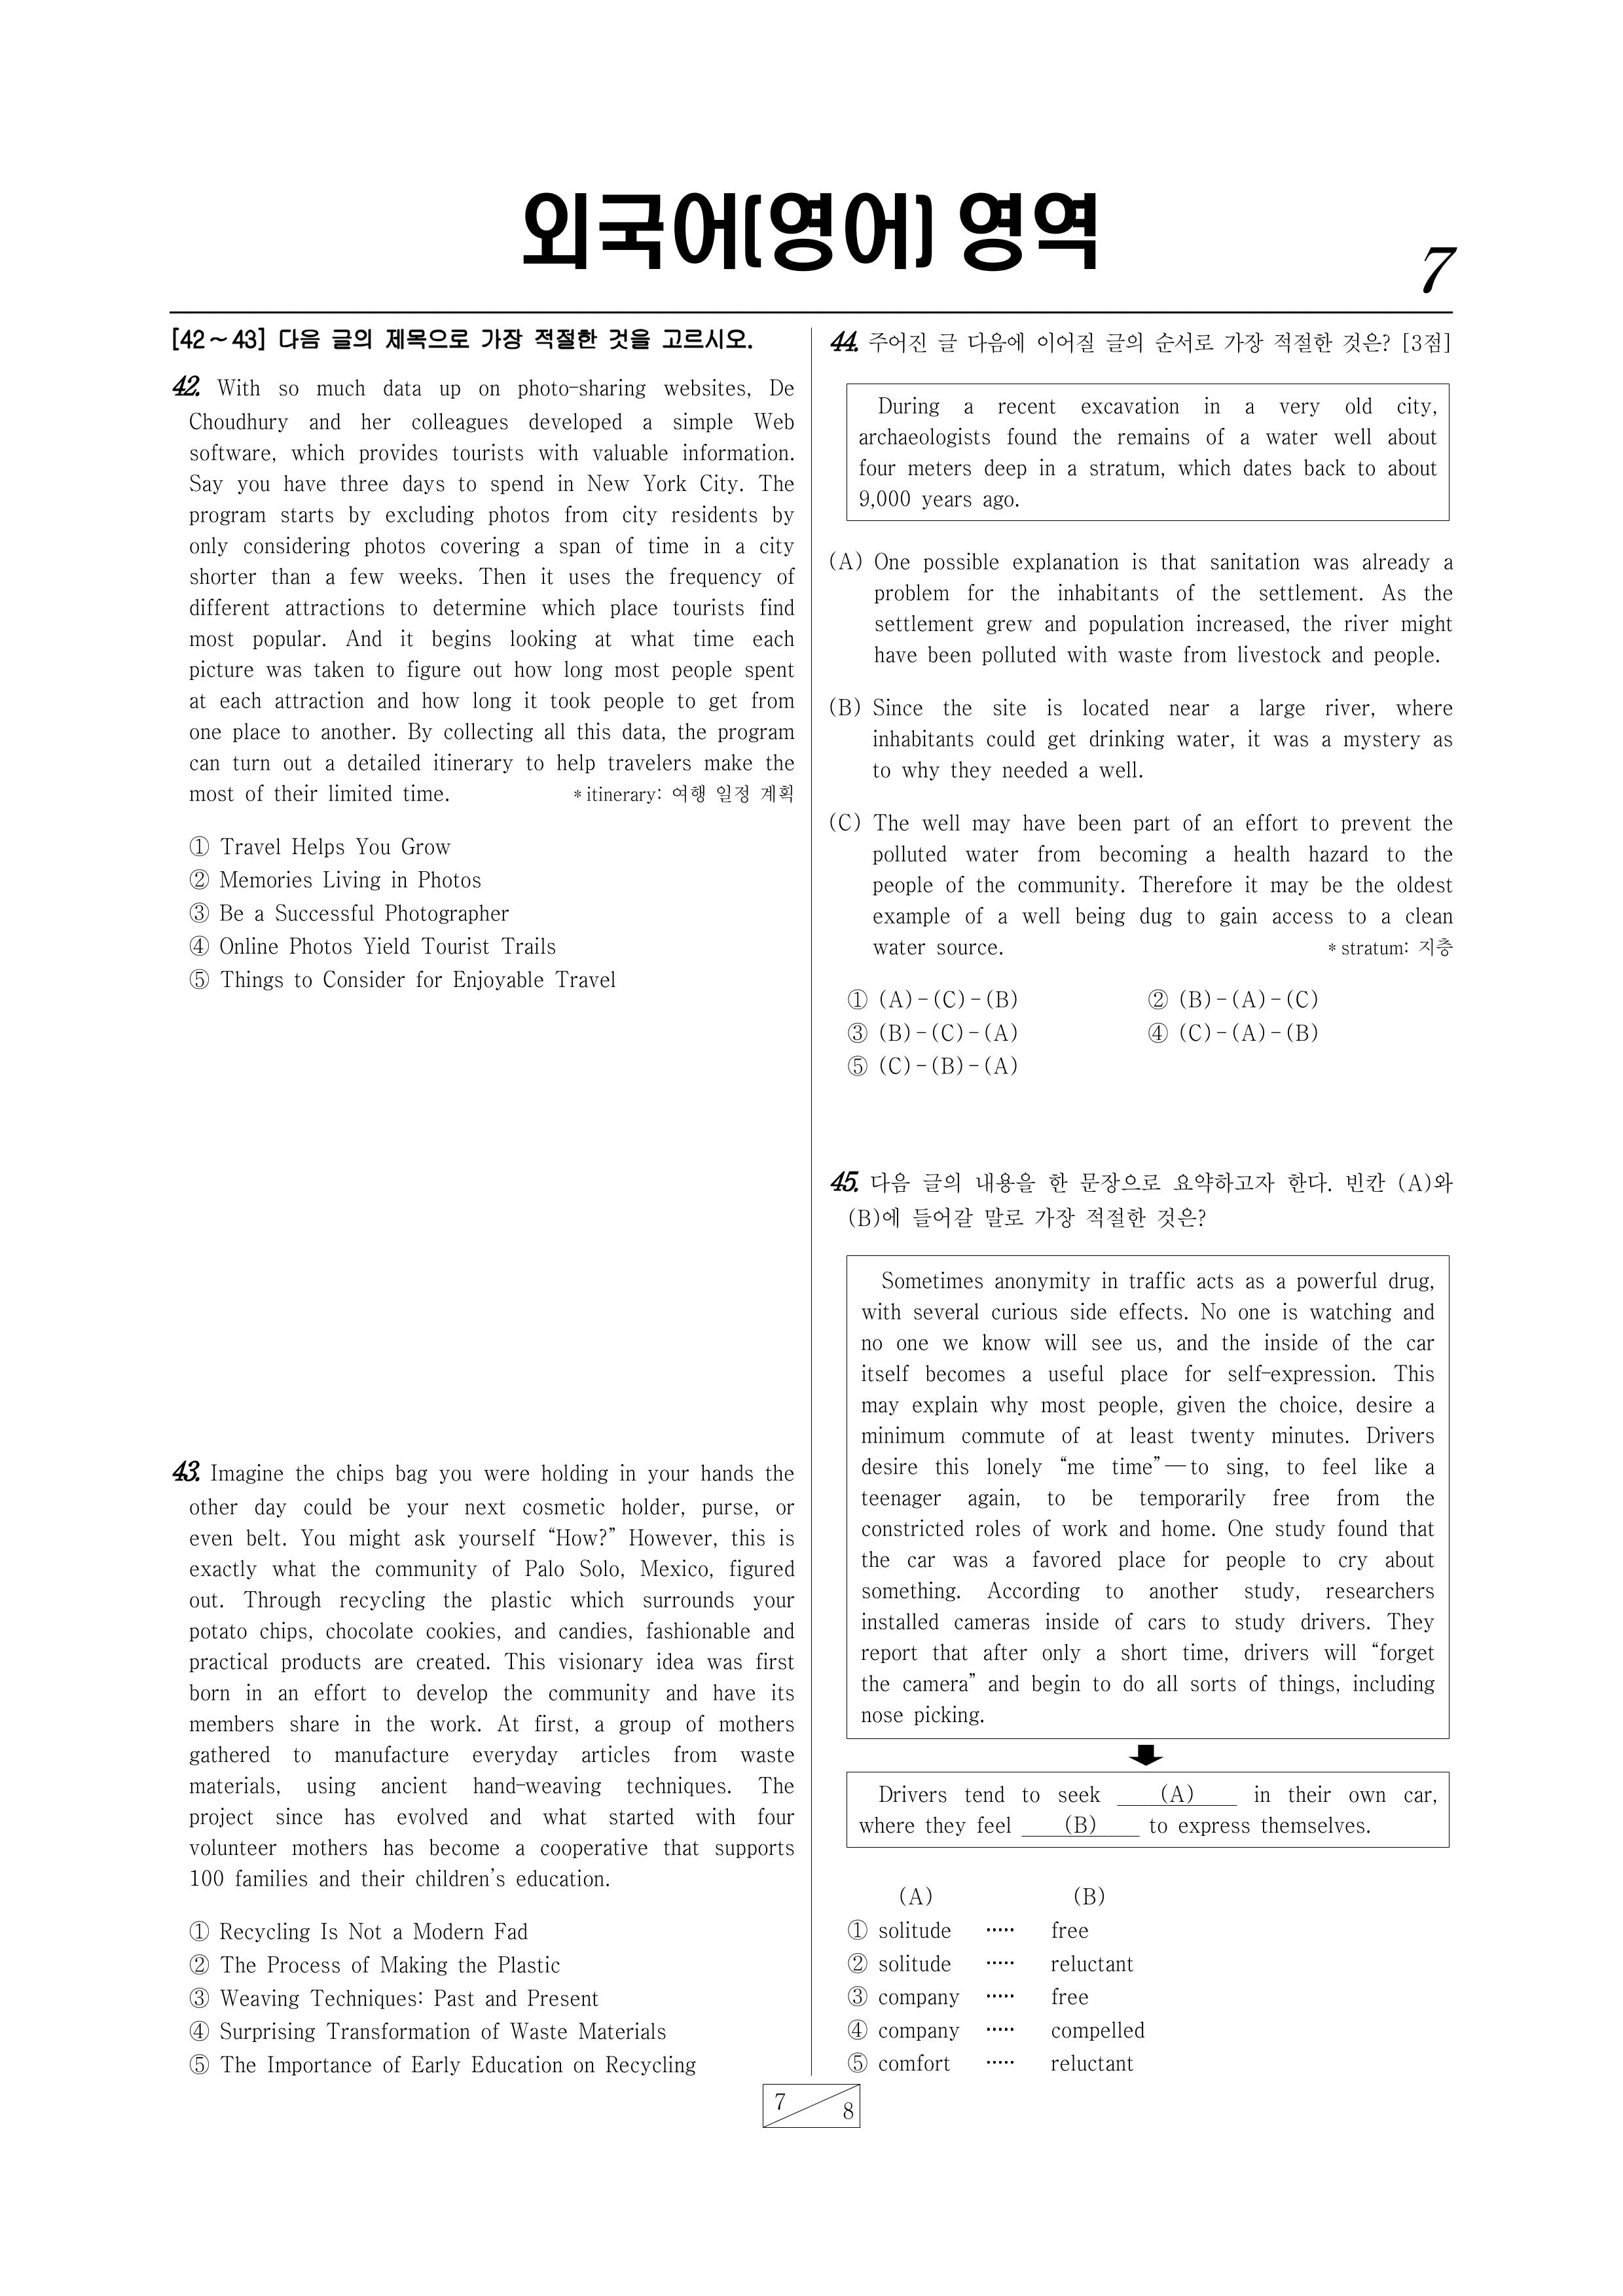 외국어(영어) 영역
7
[42~43] 다음 글의 제목으로 가장 적절한 것을 고르시오.
42. With so much data up on photo-sharing websites, De
Choudhury and her colleagues developed a simple Web
software, which provides tourists with valuable information.
Say you have three days to spend in New York City. The
program starts by excluding photos from city residents by
only considering photos covering a span of time in a city
shorter than a few weeks. Then it uses the frequency of
different attractions to determine which place tourists find
most popular. And it begins looking at what time each
picture was taken to figure out how long most people spent
at each attraction and how long it took people to get from
one place to another. By collecting all this data, the program
can turn out a detailed itinerary to help travelers make the
most of their limited time. * itinerary: 여행 일정 계획
① Travel Helps You Grow
② Memories Living in Photos
③ Be a Successful Photographer
④ Online Photos Yield Tourist Trails
⑤ Things to Consider for Enjoyable Travel
43. Imagine the chips bag you were holding in your hands the
other day could be your next cosmetic holder, purse, or
even belt. You might ask yourself “How?” However, this is
exactly what the community of Palo Solo, Mexico, figured
out. Through recycling the plastic which surrounds your
potato chips, chocolate cookies, and candies, fashionable and
practical products are created. This visionary idea was first
born in an effort to develop the community and have its
members share in the work. At first, a group of mothers
gathered to manufacture everyday articles from waste
materials, using ancient hand-weaving techniques. The
project since has evolved and what started with four
volunteer mothers has become a cooperative that supports
100 families and their children’s education.
① Recycling Is Not a Modern Fad
② The Process of Making the Plastic
③ Weaving Techniques: Past and Present
④ Surprising Transformation of Waste Materials
⑤ The Importance of Early Education on Recycling
44. 주어진 글 다음에 이어질 글의 순서로 가장 적절한 것은? [3점]
During a recent excavation in a very old city,
archaeologists found the remains of a water well about
four meters deep in a stratum, which dates back to about
9,000 years ago.
(A) One possible explanation is that sanitation was already a
problem for the inhabitants of the settlement. As the
settlement grew and population increased, the river might
have been polluted with waste from livestock and people.
(B) Since the site is located near a large river, where
inhabitants could get drinking water, it was a mystery as
to why they needed a well.
(C) The well may have been part of an effort to prevent the
polluted water from becoming a health hazard to the
people of the community. Therefore it may be the oldest
example of a well being dug to gain access to a clean
water source. * stratum: 지층
① (A)-(C)-(B) ② (B)-(A)-(C)
③ (B)-(C)-(A) ④ (C)-(A)-(B)
⑤ (C)-(B)-(A)
45. 다음 글의 내용을 한 문장으로 요약하고자 한다. 빈칸 (A)와
(B)에 들어갈 말로 가장 적절한 것은?
Sometimes anonymity in traffic acts as a powerful drug,
with several curious side effects. No one is watching and
no one we know will see us, and the inside of the car
itself becomes a useful place for self-expression. This
may explain why most people, given the choice, desire a
minimum commute of at least twenty minutes. Drivers
desire this lonely “me time”—to sing, to feel like a
teenager again, to be temporarily free from the
constricted roles of work and home. One study found that
the car was a favored place for people to cry about
something. According to another study, researchers
installed cameras inside of cars to study drivers. They
report that after only a short time, drivers will “forget
the camera” and begin to do all sorts of things, including
nose picking.
Drivers tend to seek ____(A)____ in their own car,
where they feel ____(B)____ to express themselves.
(A) (B)
① solitude ····· free
② solitude ····· reluctant
③ company ····· free
④ company ····· compelled
⑤ comfort ····· reluctant
7
8